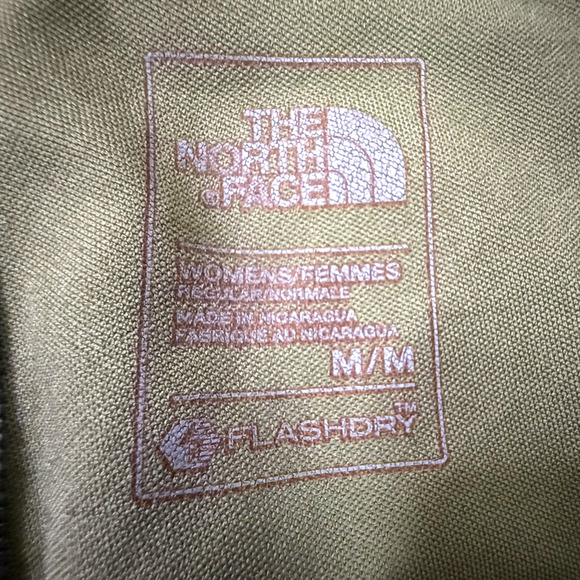 THE
NORTH
®FACE
WOMENS/FEMMES
REGULAR/NORMALE
MADE IN NICARAGUA
FABRIQUE AU NICARAGUA
M/M
FLASHDRY™